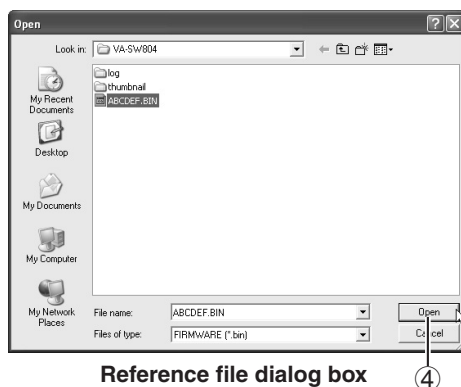 Open
Look in: VA-SW804
log
thumbnail
ABCDEF.BIN
My Recent
Documents
Desktop
My Documents
My Computer
My Network
Places
File name: ABCDEF.BIN Open
Files of type: FIRMWARE (*.bin) Cancel
Reference file dialog box ④